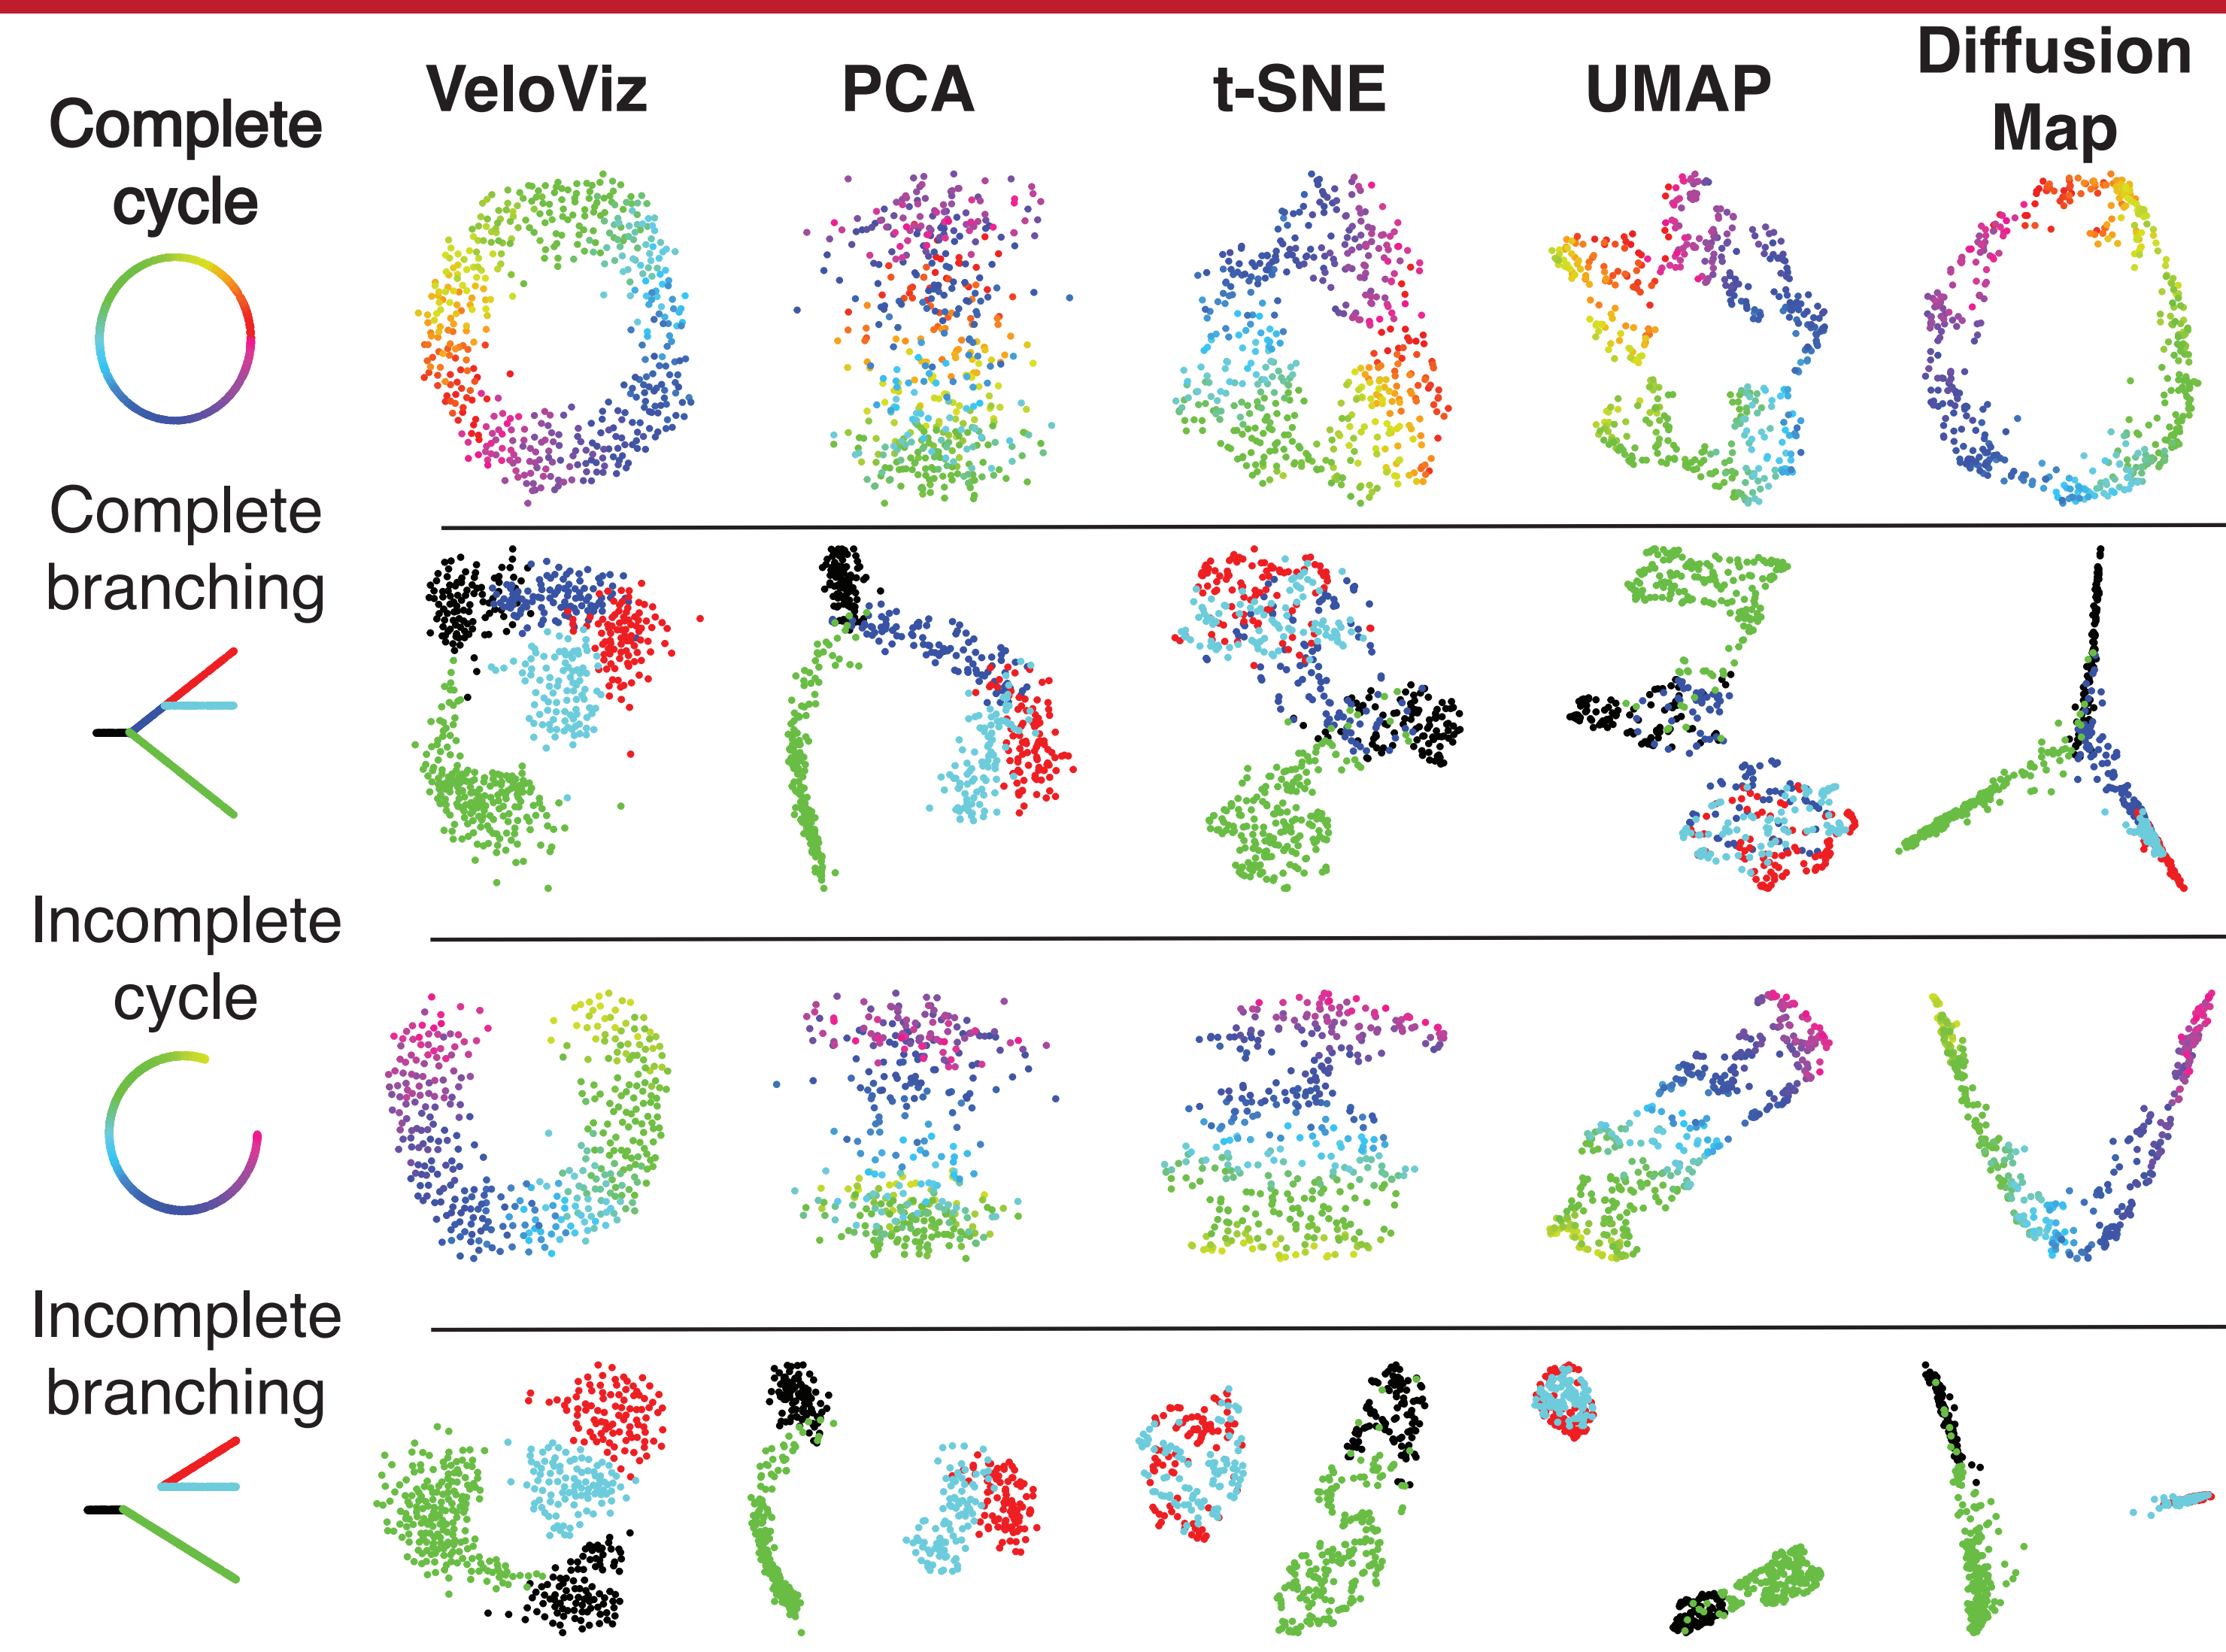 VeloViz
PCA
t-SNE
UMAP
Diffusion
Map
Complete
cycle
Complete
branching
Incomplete
cycle
Incomplete
branching